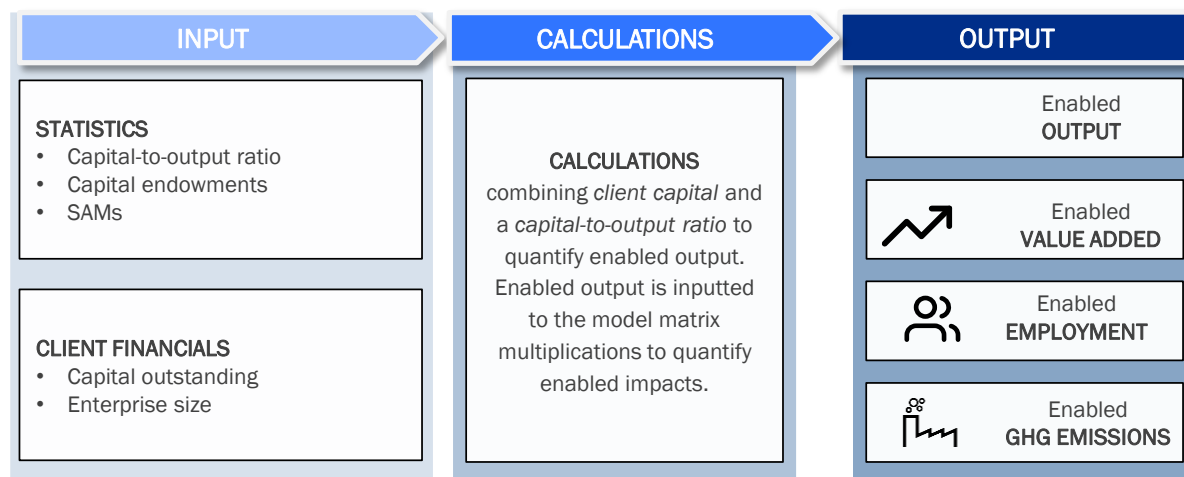 INPUT
STATISTICS
• Capital-to-output ratio
• Capital endowments
• SAMs
CLIENT FINANCIALS
• Capital outstanding
• Enterprise size
CALCULATIONS
CALCULATIONS
combining client capital and
a capital-to-output ratio to
quantify enabled output.
Enabled output is inputted
to the model matrix
multiplications to quantify
enabled impacts.
OUTPUT
Enabled
OUTPUT
Enabled
VALUE ADDED
Enabled
EMPLOYMENT
Enabled
GHG EMISSIONS